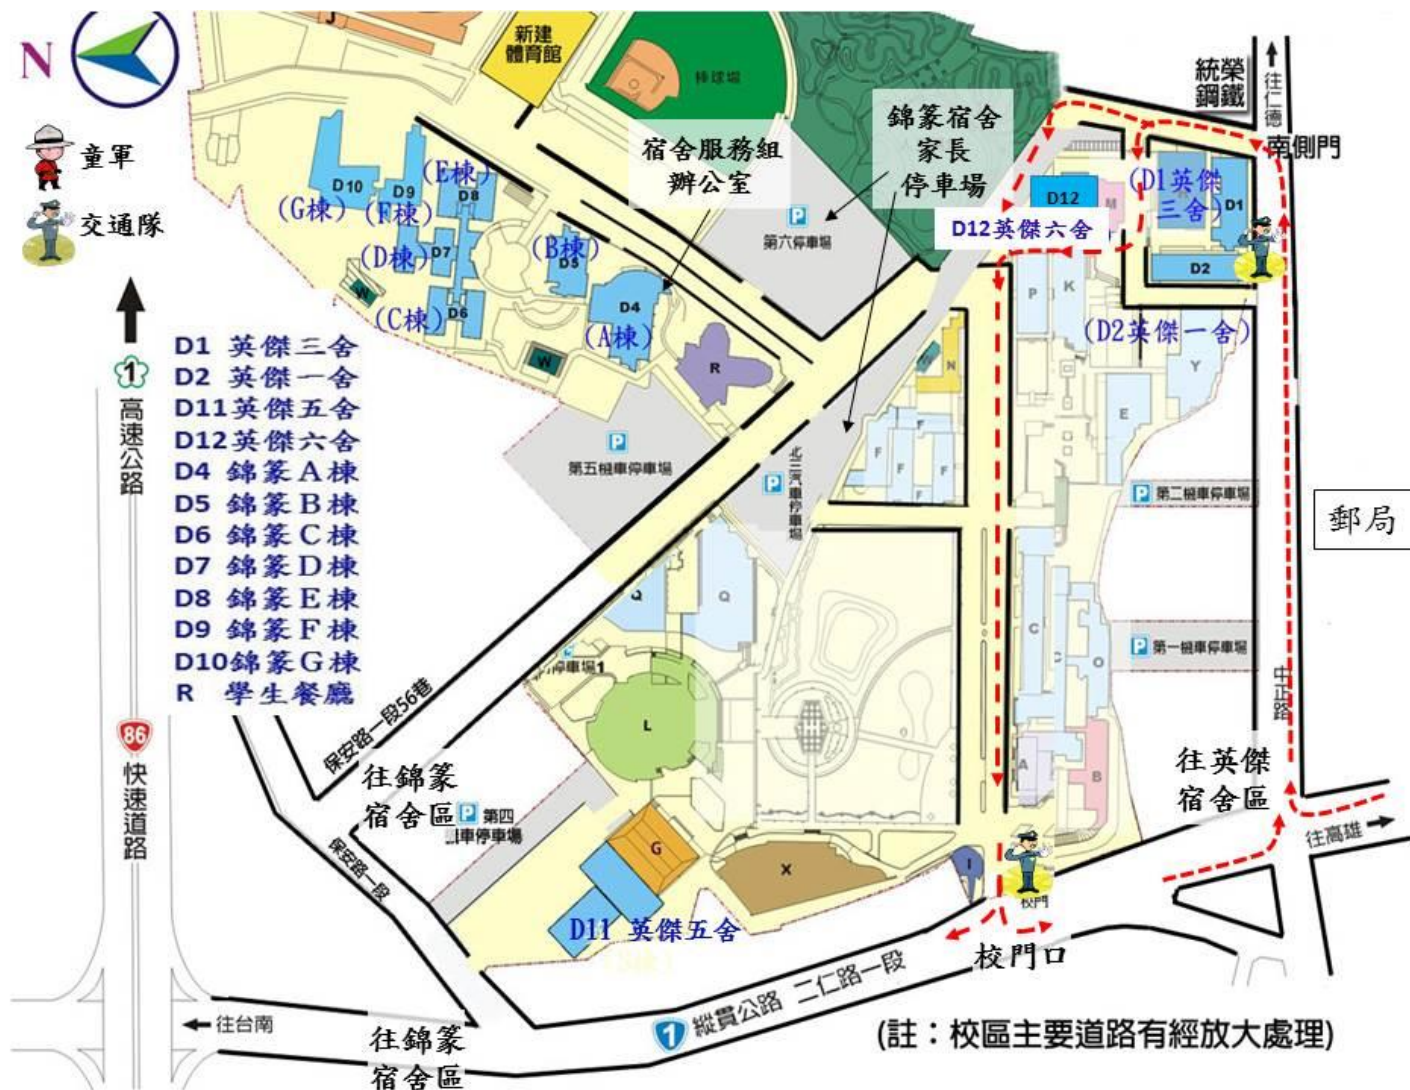 N
童軍
交通隊
1
高速公路
86
快速道路
D1 英傑三舍
D2 英傑一舍
D11英傑五舍
D12英傑六舍
D4 錦篆A棟
D5 錦篆B棟
D6 錦篆C棟
D7 錦篆D棟
D8 錦篆E棟
D9 錦篆F棟
D10錦篆G棟
R 學生餐廳
J
新建
體育館
棒球場
宿舍服務組
辦公室
錦篆宿舍
家長
停車場
統榮
鋼鐵
往仁德
南側門
(E棟)
D10
D9
D8
(G棟)
(F棟)
(D棟)
D7
(B棟)
D5
W
(C棟)
D6
D4
(A棟)
W
R
P
第六停車場
D12
M
D12英傑六舍
(D1英傑
三舍)
D1
D2
(D2英傑一舍)
P
K
N
Y
E
F
F
F
F
F
P
第五機車停車場
P
P
第二機車停車場
郵局
Q
Q
停車場1
C
C
O
P
第一機車停車場
中正路
L
A
B
保安路一段56巷
往錦篆
宿舍區
P 第四
機車停車場
往英傑
宿舍區
往高雄
保安路一段
G
X
I
校門
D11 英傑五舍
校門口
1
縱貫公路 二仁路一段
往台南
往錦篆
宿舍區
(註：校區主要道路有經放大處理)